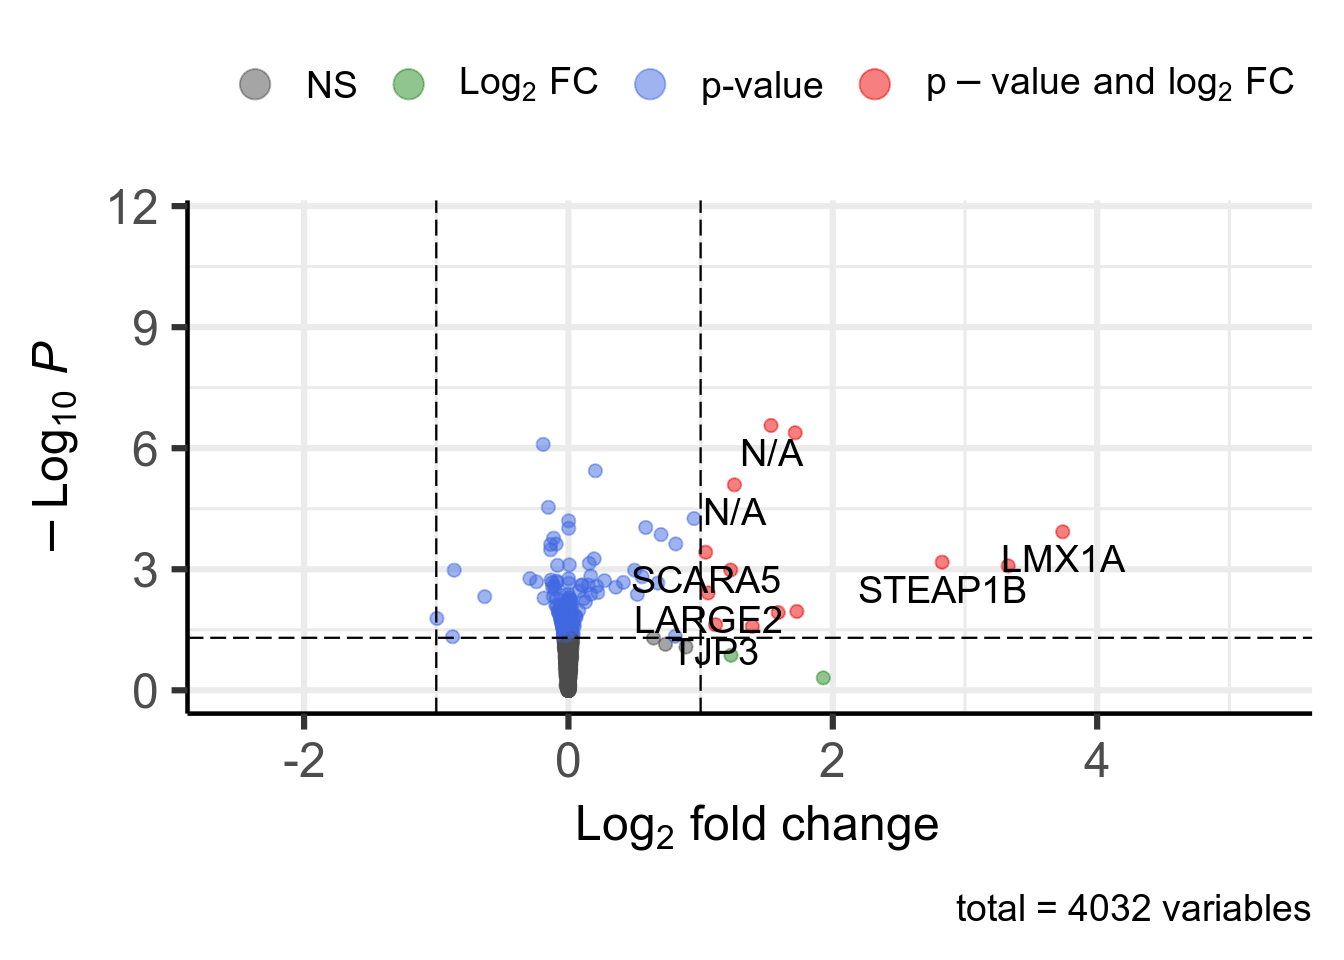 NS Log₂ FC p-value p − value and log₂ FC
12
9
6
3
0
− Log₁₀ P
N/A
N/A
SCARA5
LMX1A
STEAP1B
LARGE2
TJP3
-2 0 2 4
Log₂ fold change
total = 4032 variables